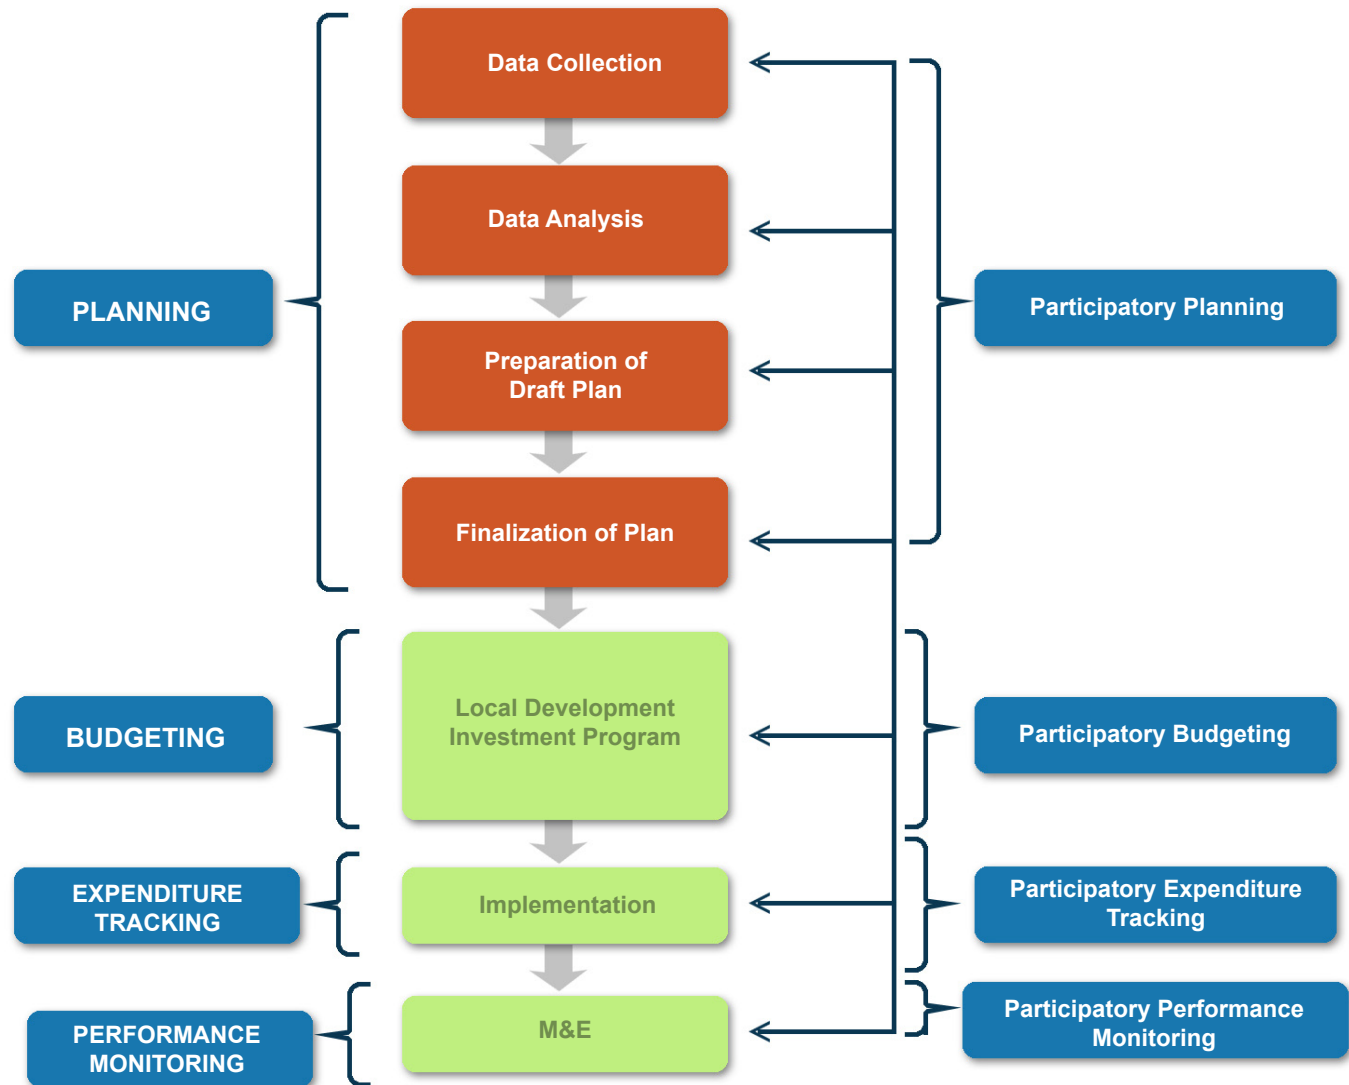 Data Collection
Data Analysis
PLANNING
Participatory Planning
Preparation of
Draft Plan
Finalization of Plan
Local Development
Investment Program
BUDGETING
Participatory Budgeting
EXPENDITURE
TRACKING
Implementation
Participatory Expenditure
Tracking
PERFORMANCE
MONITORING
M&E
Participatory Performance
Monitoring